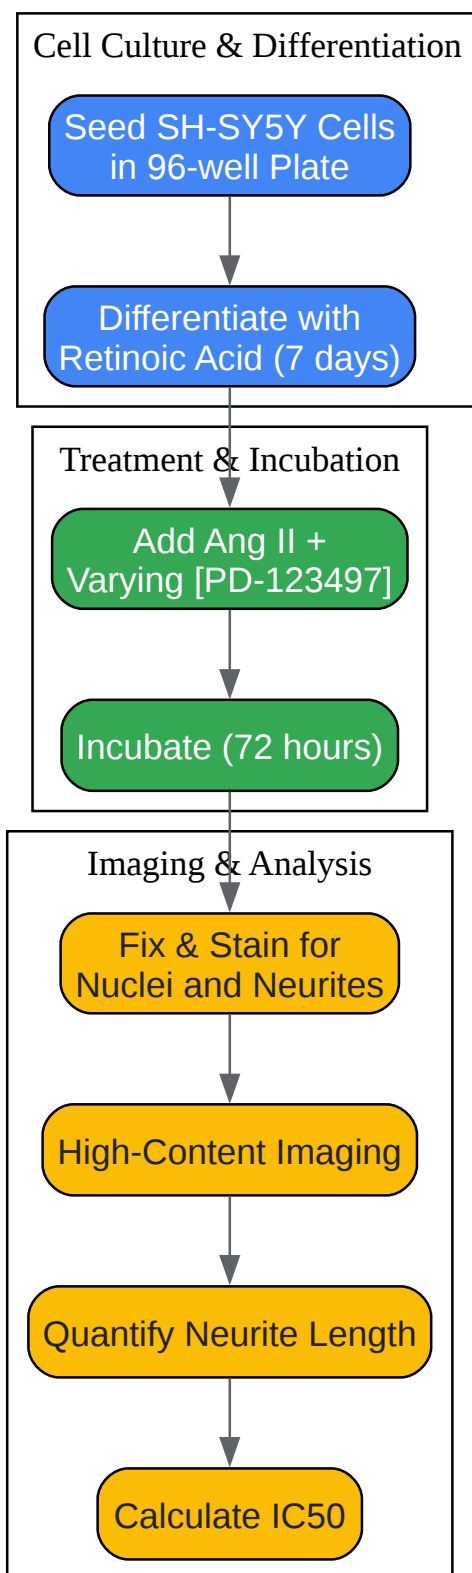 Cell Culture & Differentiation
Seed SH-SY5Y Cells
in 96-well Plate
Differentiate with
Retinoic Acid (7 days)
Treatment & Incubation
Add Ang II +
Varying [PD-123497]
Incubate (72 hours)
Imaging & Analysis
Fix & Stain for
Nuclei and Neurites
High-Content Imaging
Quantify Neurite Length
Calculate IC50